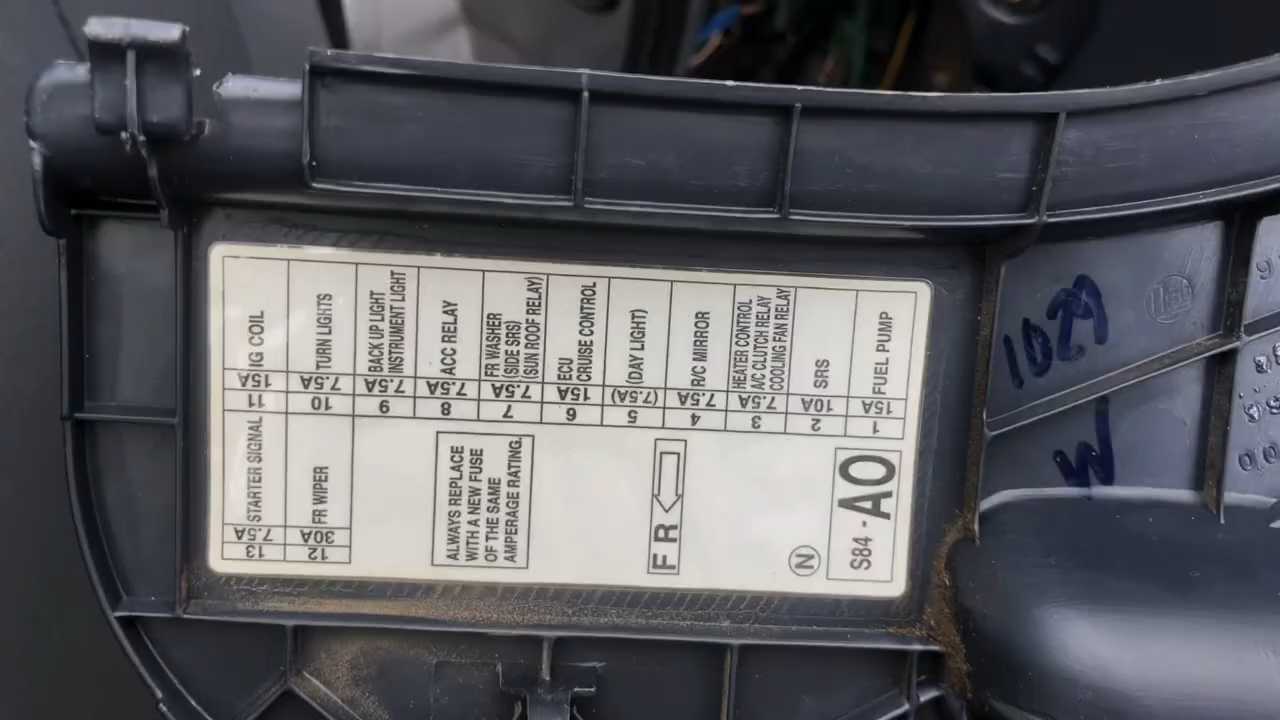 1 15A FUEL PUMP
2 10A SRS
3 7.5A HEATER CONTROL
A/C CLUTCH RELAY
COOLING FAN RELAY
4 7.5A R/C MIRROR
5 (7.5A) (DAY LIGHT)
6 15A ECU
CRUISE CONTROL
7 7.5A FR WASHER
(SIDE SRS)
(SUN ROOF RELAY)
8 7.5A ACC RELAY
9 7.5A BACK UP LIGHT
INSTRUMENT LIGHT
10 7.5A TURN LIGHTS
11 15A IG COIL
12 30A FR WIPER
13 7.5A STARTER SIGNAL
ALWAYS REPLACE
WITH A NEW FUSE
OF THE SAME
AMPERAGE RATING.
FR
N
S84-A0
1029
W